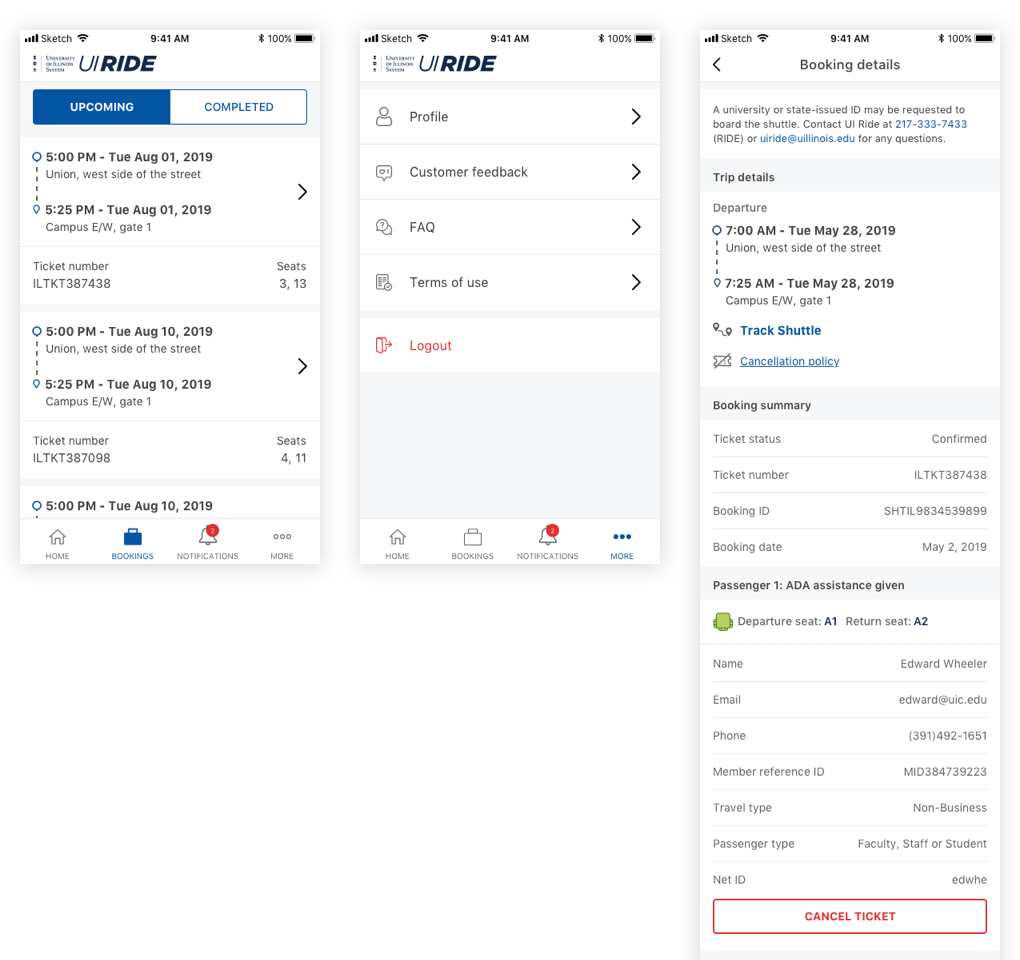 Sketch 9:41 AM 100%
UNIVERSITY OF ILLINOIS SYSTEM UI RIDE
UPCOMING COMPLETED
5:00 PM - Tue Aug 01, 2019
Union, west side of the street
5:25 PM - Tue Aug 01, 2019
Campus E/W, gate 1
Ticket number Seats
ILTKT387438 3, 13
5:00 PM - Tue Aug 10, 2019
Union, west side of the street
5:25 PM - Tue Aug 10, 2019
Campus E/W, gate 1
Ticket number Seats
ILTKT387098 4, 11
5:00 PM - Tue Aug 10, 2019
2
HOME BOOKINGS NOTIFICATIONS MORE
Sketch 9:41 AM 100%
UNIVERSITY OF ILLINOIS SYSTEM UI RIDE
Profile
Customer feedback
FAQ
Terms of use
Logout
2
HOME BOOKINGS NOTIFICATIONS MORE
Sketch 9:41 AM 100%
Booking details
A university or state-issued ID may be requested to
board the shuttle. Contact UI Ride at 217-333-7433
(RIDE) or uiride@uillinois.edu for any questions.
Trip details
Departure
7:00 AM - Tue May 28, 2019
Union, west side of the street
7:25 AM - Tue May 28, 2019
Campus E/W, gate 1
Track Shuttle
Cancellation policy
Booking summary
Ticket status Confirmed
Ticket number ILTKT387438
Booking ID SHTIL9834539899
Booking date May 2, 2019
Passenger 1: ADA assistance given
Departure seat: A1 Return seat: A2
Name Edward Wheeler
Email edward@uic.edu
Phone (391)492-1651
Member reference ID MID384739223
Travel type Non-Business
Passenger type Faculty, Staff or Student
Net ID edwhe
CANCEL TICKET